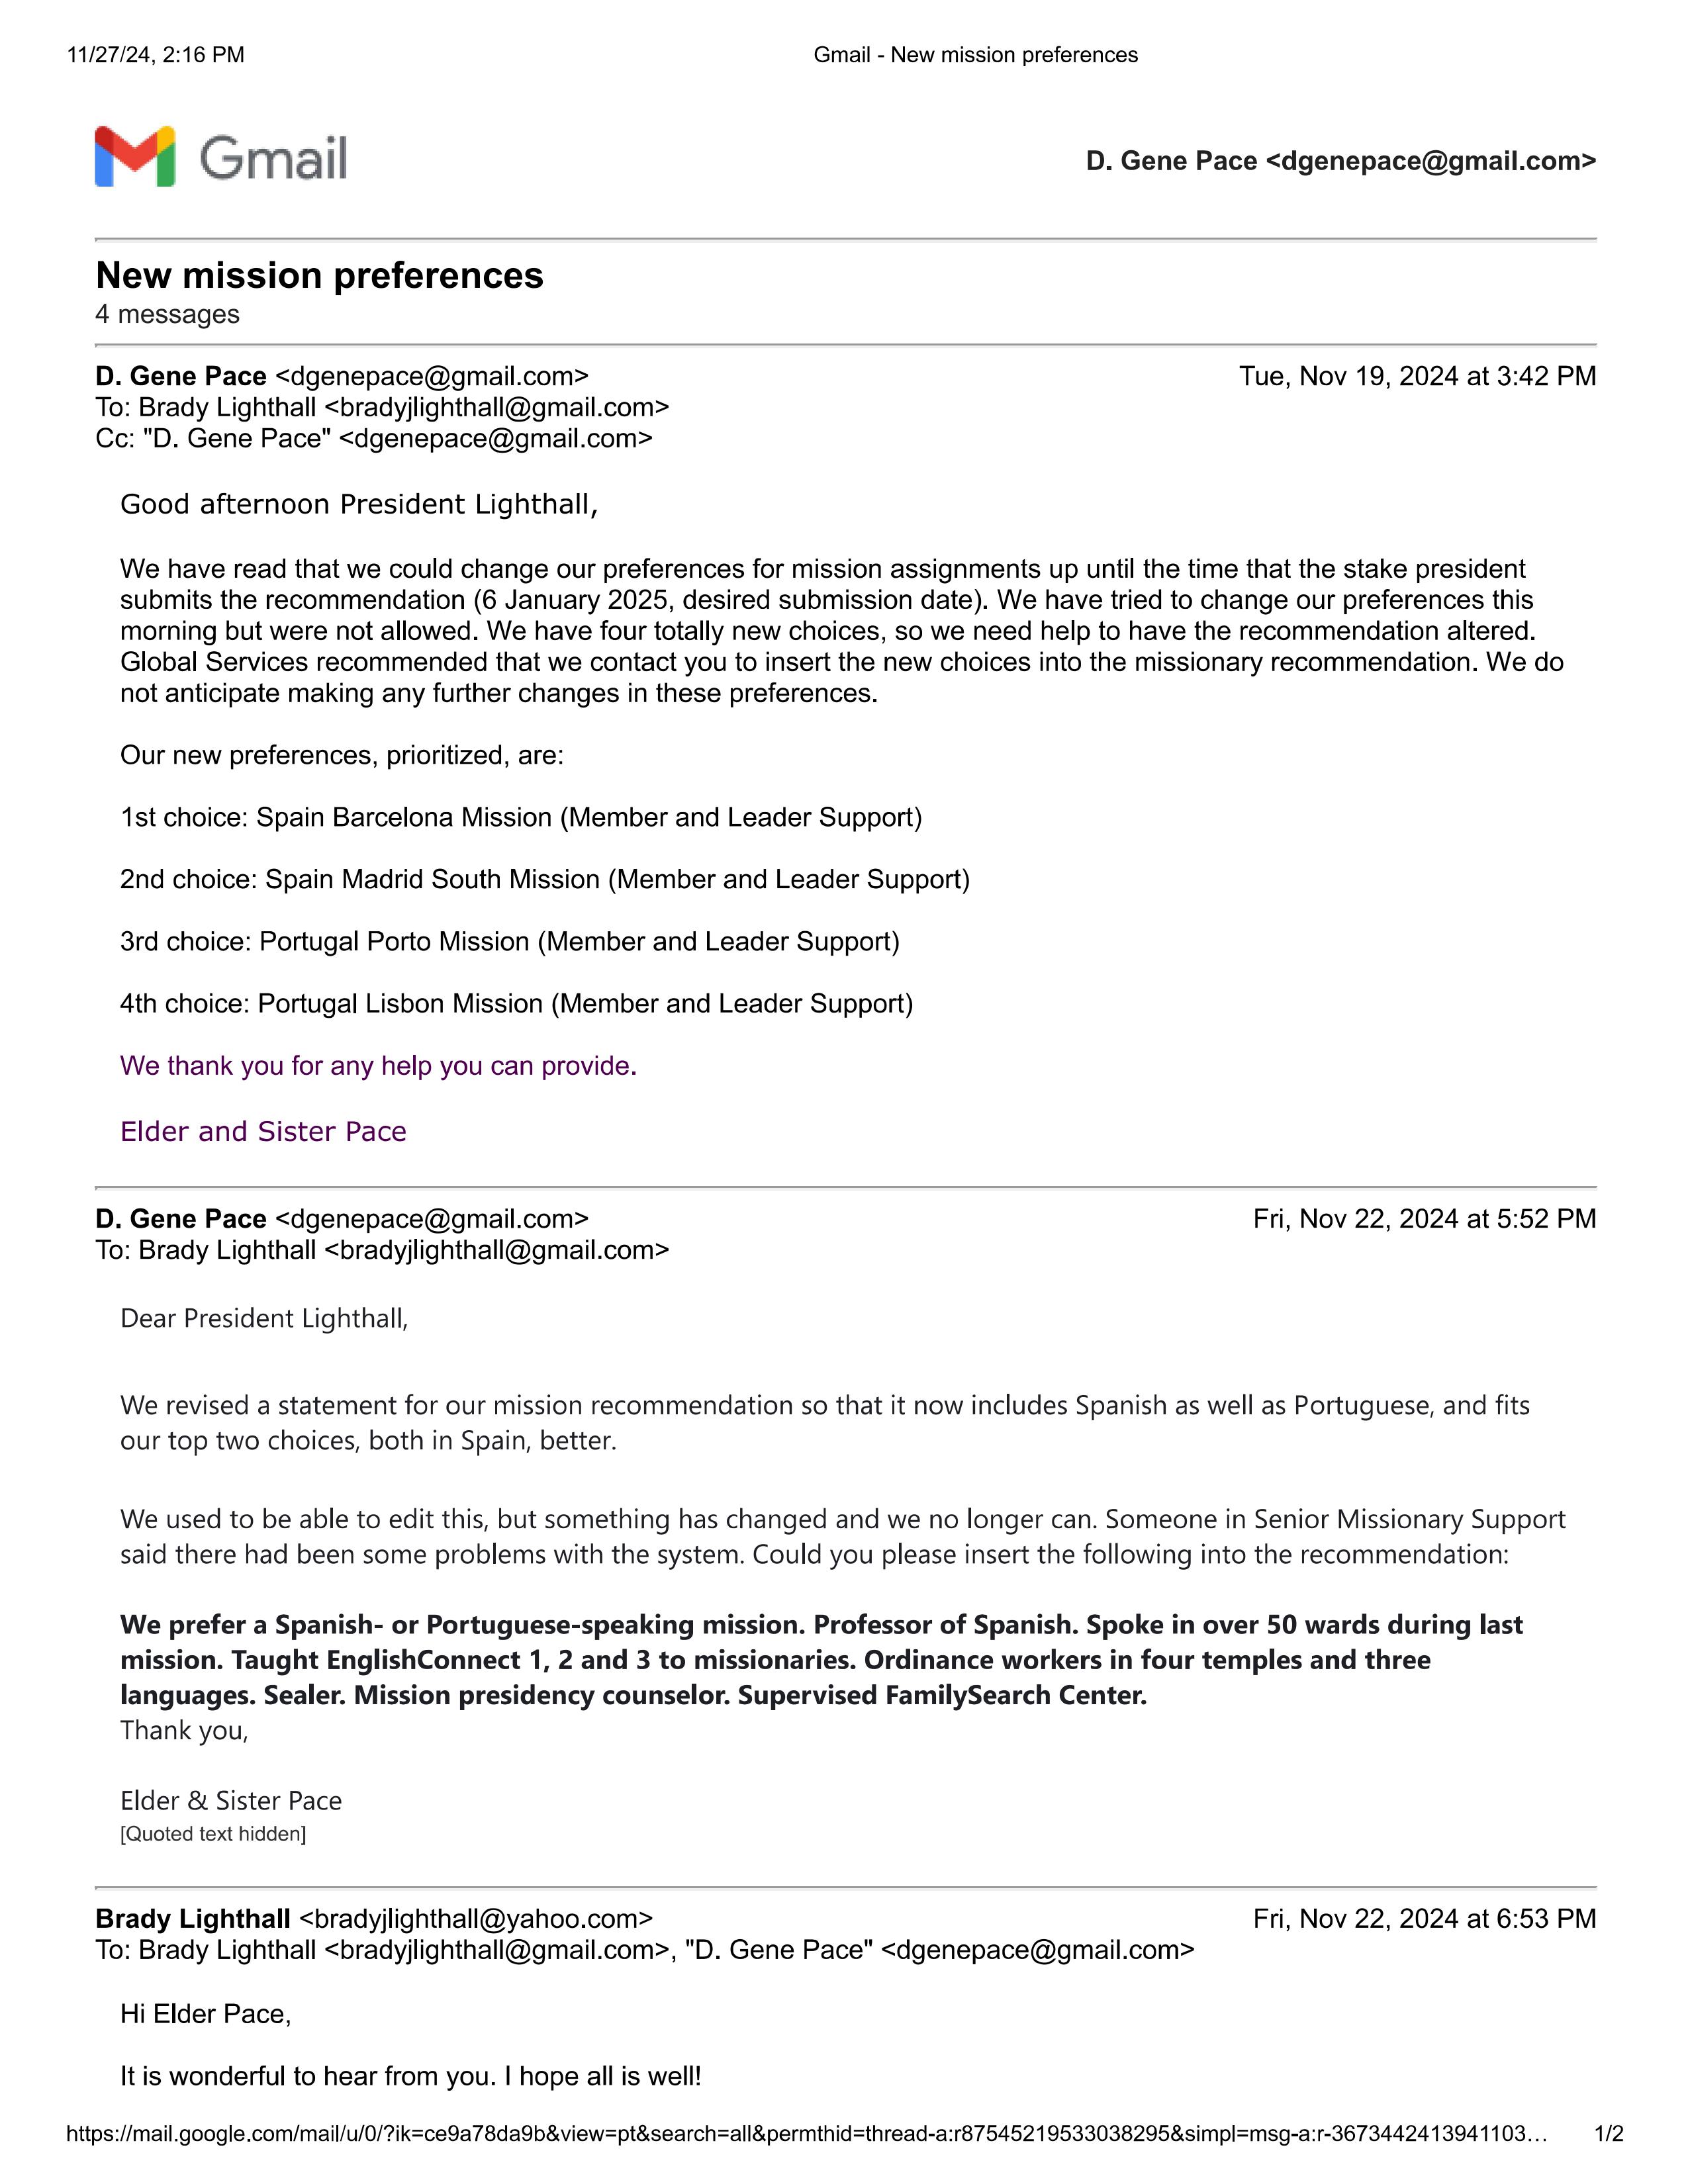 11/27/24, 2:16 PM
Gmail - New mission preferences
Gmail
D. Gene Pace <dgenepace@gmail.com>
New mission preferences
4 messages
D. Gene Pace <dgenepace@gmail.com>
Tue, Nov 19, 2024 at 3:42 PM
To: Brady Lighthall <bradyjlighthall@gmail.com>
Cc: "D. Gene Pace" <dgenepace@gmail.com>
Good afternoon President Lighthall,
We have read that we could change our preferences for mission assignments up until the time that the stake president
submits the recommendation (6 January 2025, desired submission date). We have tried to change our preferences this
morning but were not allowed. We have four totally new choices, so we need help to have the recommendation altered.
Global Services recommended that we contact you to insert the new choices into the missionary recommendation. We do
not anticipate making any further changes in these preferences.
Our new preferences, prioritized, are:
1st choice: Spain Barcelona Mission (Member and Leader Support)
2nd choice: Spain Madrid South Mission (Member and Leader Support)
3rd choice: Portugal Porto Mission (Member and Leader Support)
4th choice: Portugal Lisbon Mission (Member and Leader Support)
We thank you for any help you can provide.
Elder and Sister Pace
D. Gene Pace <dgenepace@gmail.com>
Fri, Nov 22, 2024 at 5:52 PM
To: Brady Lighthall <bradyjlighthall@gmail.com>
Dear President Lighthall,
We revised a statement for our mission recommendation so that it now includes Spanish as well as Portuguese, and fits
our top two choices, both in Spain, better.
We used to be able to edit this, but something has changed and we no longer can. Someone in Senior Missionary Support
said there had been some problems with the system. Could you please insert the following into the recommendation:
We prefer a Spanish- or Portuguese-speaking mission. Professor of Spanish. Spoke in over 50 wards during last
mission. Taught EnglishConnect 1, 2 and 3 to missionaries. Ordinance workers in four temples and three
languages. Sealer. Mission presidency counselor. Supervised FamilySearch Center.
Thank you,
Elder & Sister Pace
[Quoted text hidden]
Brady Lighthall <bradyjlighthall@yahoo.com>
Fri, Nov 22, 2024 at 6:53 PM
To: Brady Lighthall <bradyjlighthall@gmail.com>, "D. Gene Pace" <dgenepace@gmail.com>
Hi Elder Pace,
It is wonderful to hear from you. I hope all is well!
https://mail.google.com/mail/u/0/?ik=ce9a78da9b&view=pt&search=all&permthid=thread-a:r87545219533038295&simpl=msg-a:r-3673442413941103…
1/2